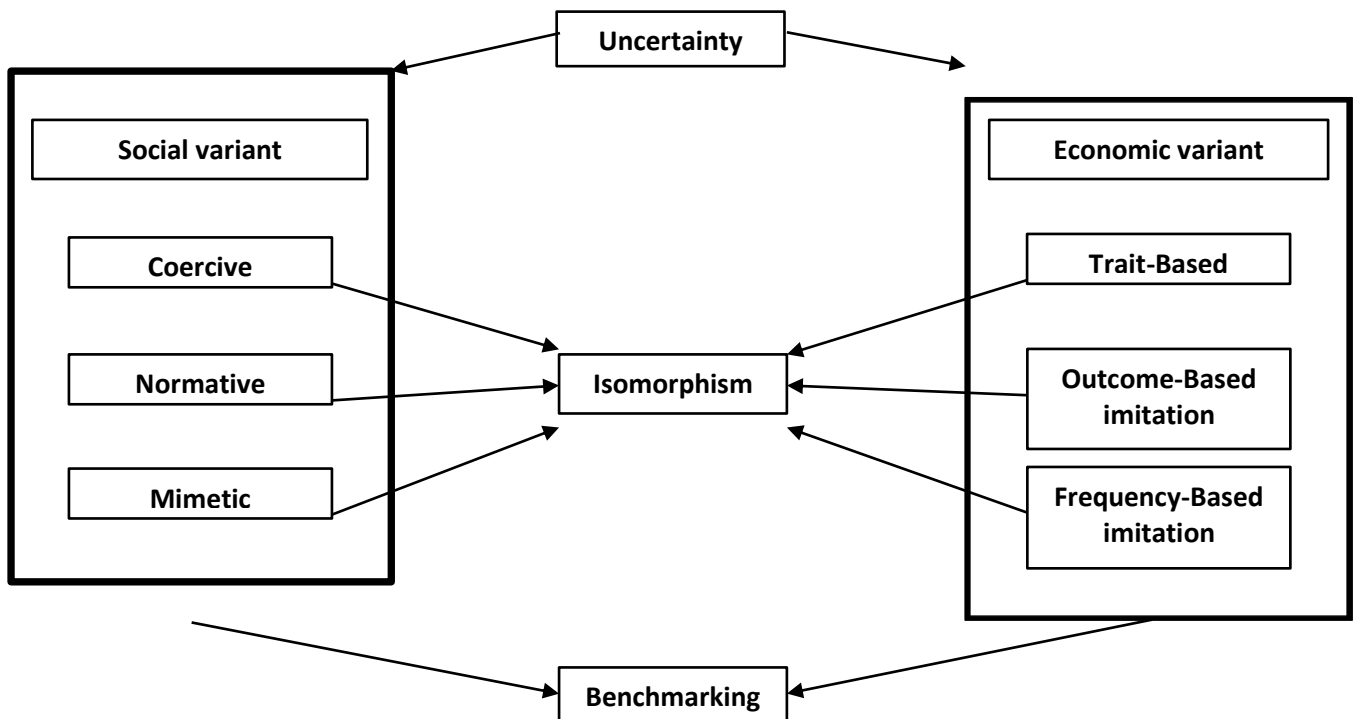 Uncertainty
Social variant
Economic variant
Coercive
Trait-Based
Normative
Isomorphism
Outcome-Based
imitation
Mimetic
Frequency-Based
imitation
Benchmarking